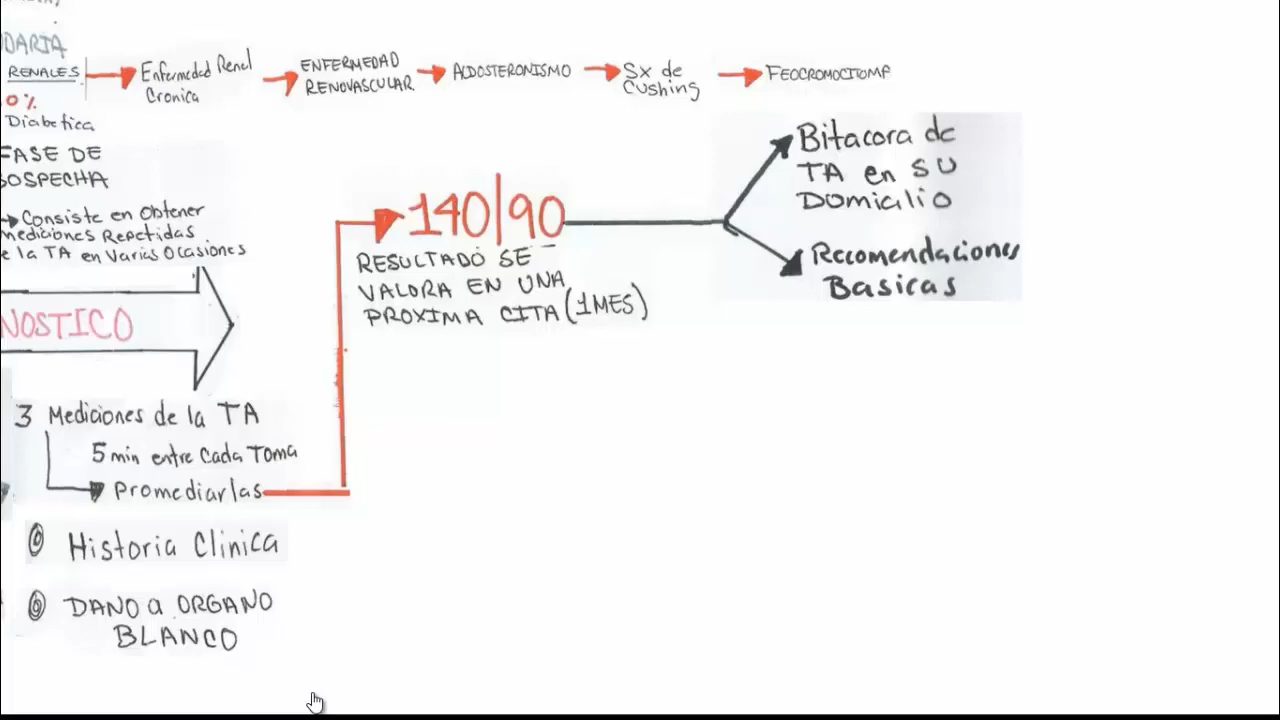 DARIA
RENALES
Enfermedad Renal
Cronica
ENFERMEDAD
RENOVASCULAR
ALDOSTERONISMO
Sx de
Cushing
FEOCROMOCITOMA
0%
Diabetica
FASE DE
SOSPECHA
Consiste en Obtener
mediciones Repetidas
e la TA en Varias Ocasiones
NOSTICO
3 Mediciones de la TA
5 min entre Cada Toma
Promediarlas
Historia Clinica
DANO a ORGANO
BLANCO
140|90
RESULTADO SE
VALORA EN UNA
PROXIMA CITA (1MES)
Bitacora de
TA en SU
Domicilio
Recomendaciones
Basicas